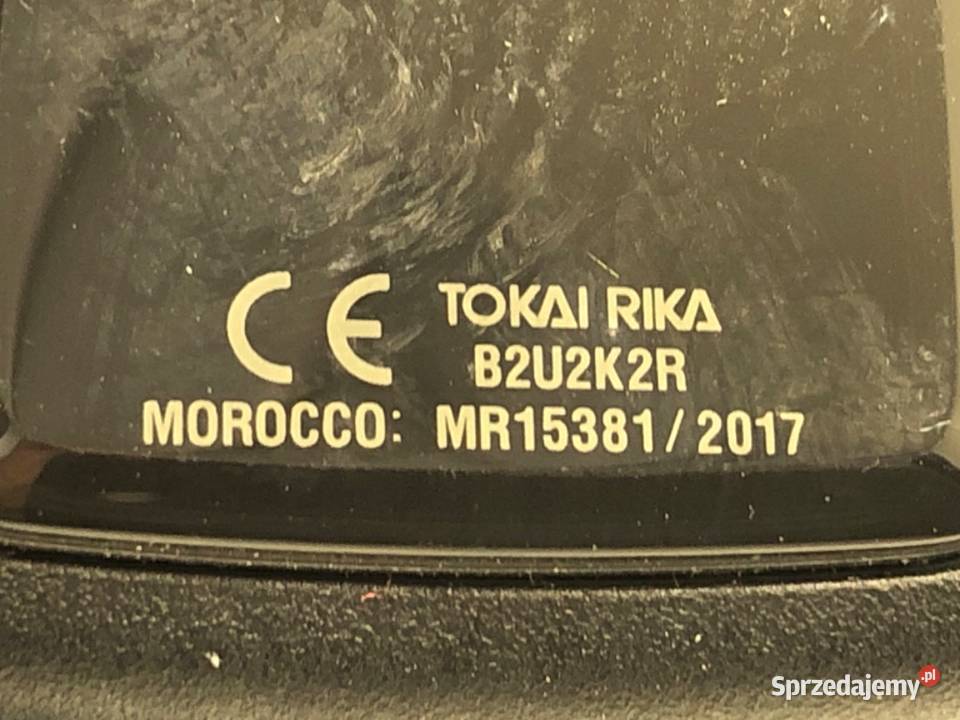 CE TOKAI RIKA
B2U2K2R
MOROCCO: MR15381/2017
Sprzedajemy.pl